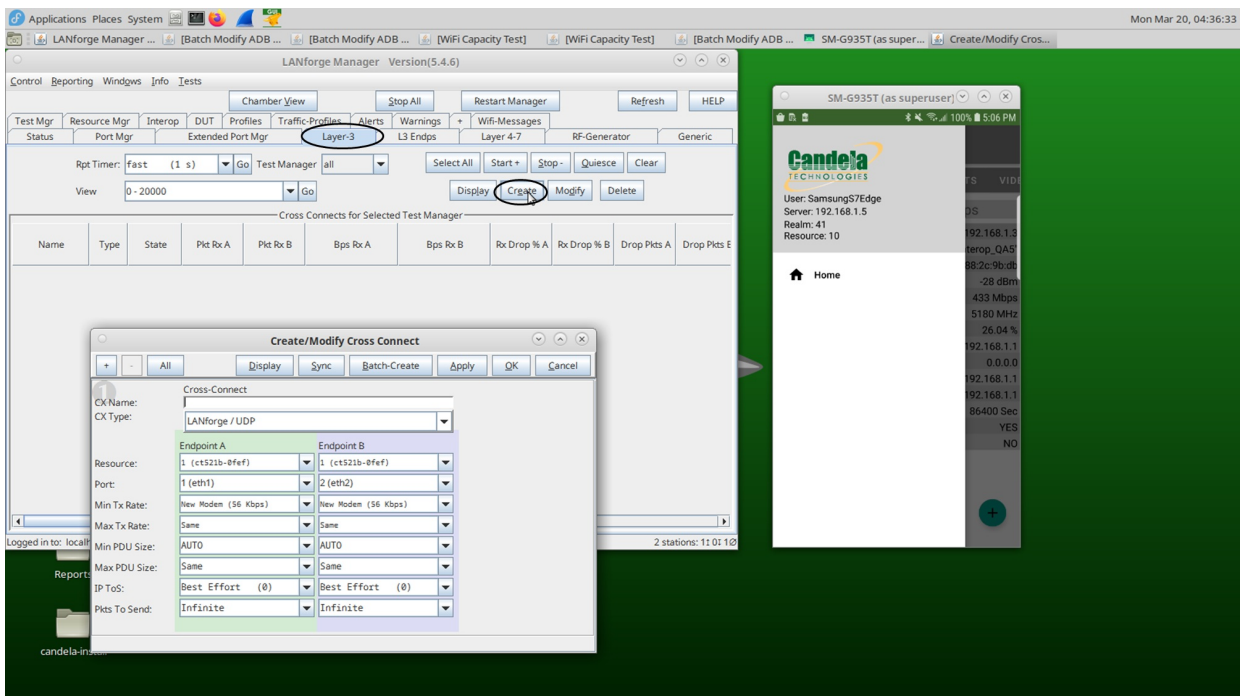 Applications Places System
Mon Mar 20, 04:36:33
LANforge Manager ... [Batch Modify ADB ... [Batch Modify ADB ... [WiFi Capacity Test] [WiFi Capacity Test] [Batch Modify ADB ... SM-G935T (as super... Create/Modify Cros...
LANforge Manager Version(5.4.6)
Control Reporting Windows Info Tests
Chamber View Stop All Restart Manager Refresh HELP
Test Mgr Resource Mgr Interop DUT Profiles Traffic-Profiles Alerts Warnings + Wifi-Messages
Status Port Mgr Extended Port Mgr Layer-3 L3 Endps Layer 4-7 RF-Generator Generic
Rpt Timer: fast (1 s) Go Test Manager all Select All Start + Stop - Quiesce Clear
View 0 - 20000 Go Display Create Modify Delete
Cross Connects for Selected Test Manager
Name Type State Pkt Rx A Pkt Rx B Bps Rx A Bps Rx B Rx Drop % A Rx Drop % B Drop Pkts A Drop Pkts B
Create/Modify Cross Connect
+ - All Display Sync Batch-Create Apply OK Cancel
1
Cross-Connect
CX Name:
CX Type: LANforge / UDP
Endpoint A Endpoint B
Resource: 1 (ct521b-0fef) 1 (ct521b-0fef)
Port: 1 (eth1) 2 (eth2)
Min Tx Rate: New Modem (56 Kbps) New Modem (56 Kbps)
Max Tx Rate: Same Same
Min PDU Size: AUTO AUTO
Max PDU Size: Same Same
IP ToS: Best Effort (0) Best Effort (0)
Pkts To Send: Infinite Infinite
Logged in to: localh
2 stations: 1
Reports
candela-in
SM-G935T (as superuser)
100% 5:06 PM
Candela
TECHNOLOGIES
User: SamsungS7Edge
Server: 192.168.1.5
Realm: 41
Resource: 10
Home
TS VIDE
OS
192.168.1.3
terop_QA5'
88:2c:9b:db
-28 dBm
433 Mbps
5180 MHz
26.04 %
192.168.1.1
0.0.0.0
192.168.1.1
192.168.1.1
86400 Sec
YES
NO
+